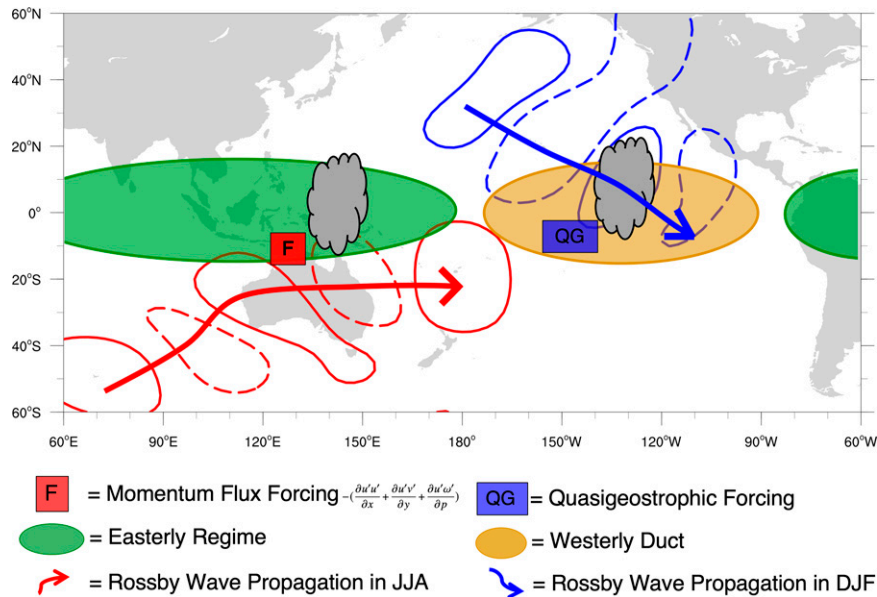 60°N
40°N
20°N
0°
20°S
40°S
60°S
F
QG
60°E 90°E 120°E 150°E 180° 150°W 120°W 90°W 60°W
F = Momentum Flux Forcing −(∂u′u′/∂x + ∂u′v′/∂y + ∂u′ω′/∂p) QG = Quasigeostrophic Forcing
= Easterly Regime = Westerly Duct
= Rossby Wave Propagation in JJA = Rossby Wave Propagation in DJF